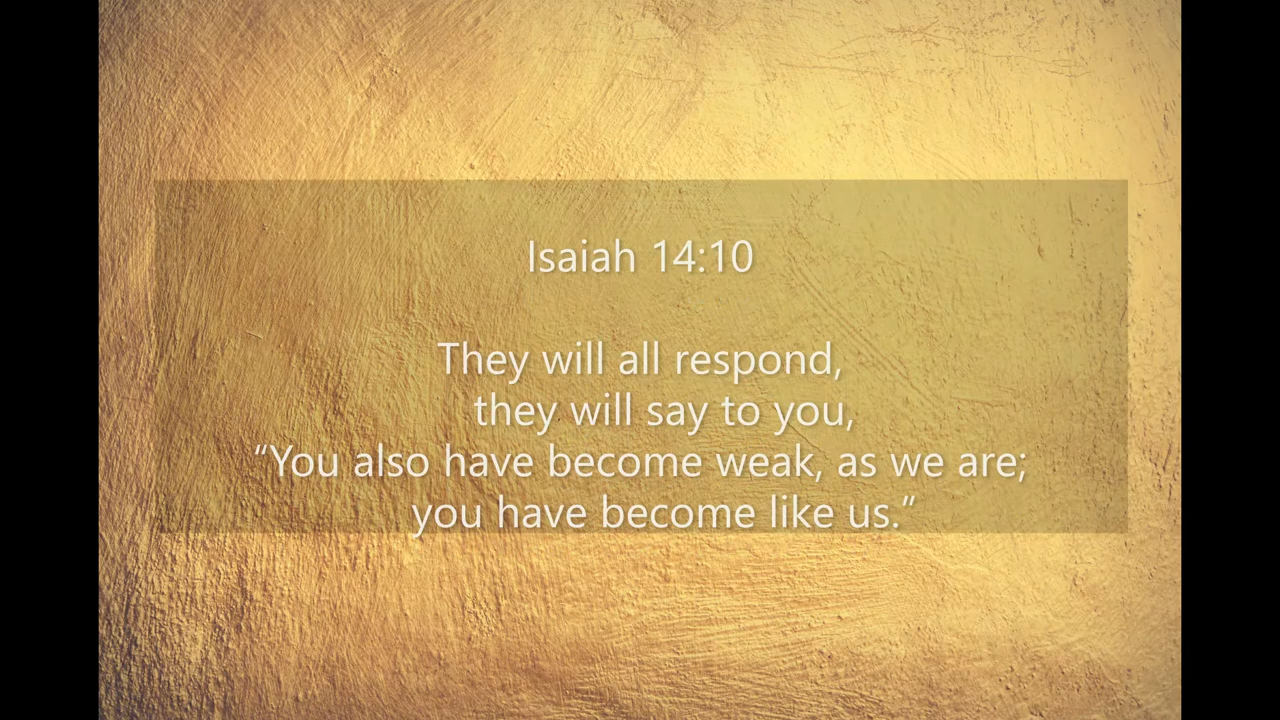 Isaiah 14:10
They will all respond,
they will say to you,
“You also have become weak, as we are;
you have become like us.”